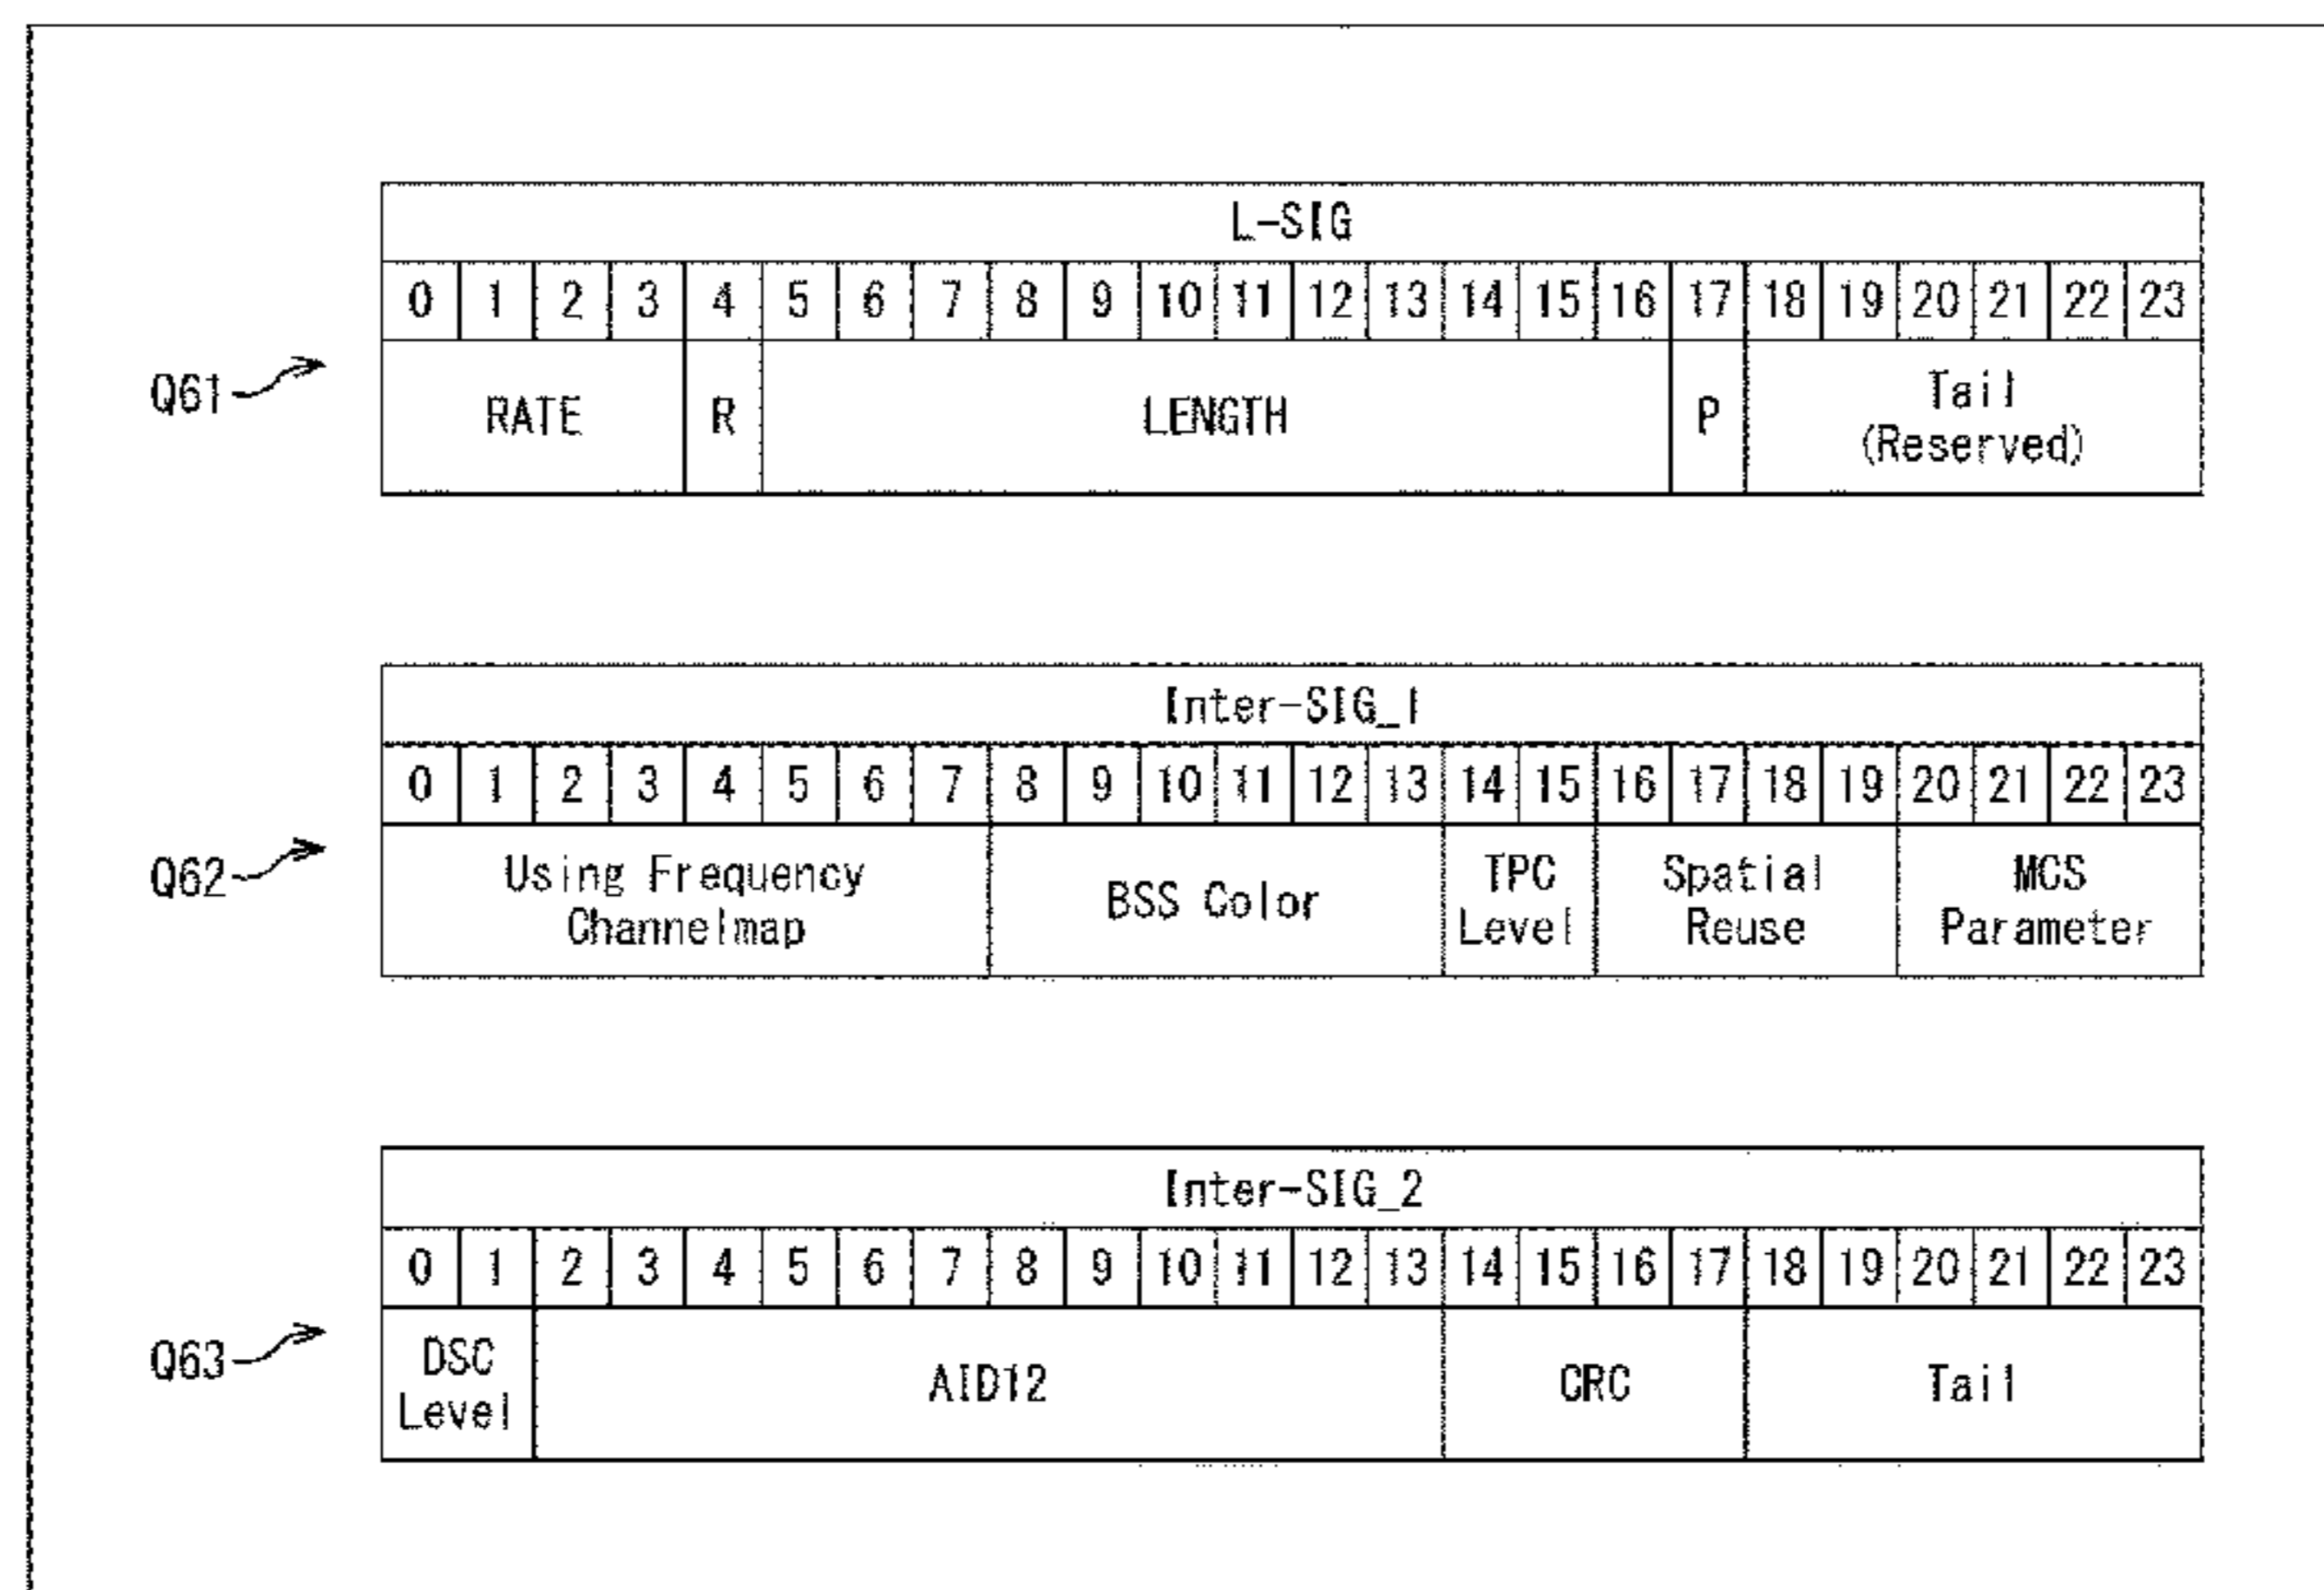 L-SIG
0 1 2 3 4 5 6 7 8 9 10 11 12 13 14 15 16 17 18 19 20 21 22 23
Q61
RATE R LENGTH P Tail
(Reserved)
Inter-SIG_1
0 1 2 3 4 5 6 7 8 9 10 11 12 13 14 15 16 17 18 19 20 21 22 23
Q62
Using Frequency
Channelmap
BSS Color
TPC
Level
Spatial
Reuse
MCS
Parameter
Inter-SIG_2
0 1 2 3 4 5 6 7 8 9 10 11 12 13 14 15 16 17 18 19 20 21 22 23
Q63
DSC
Level
AID12
CRC
Tail